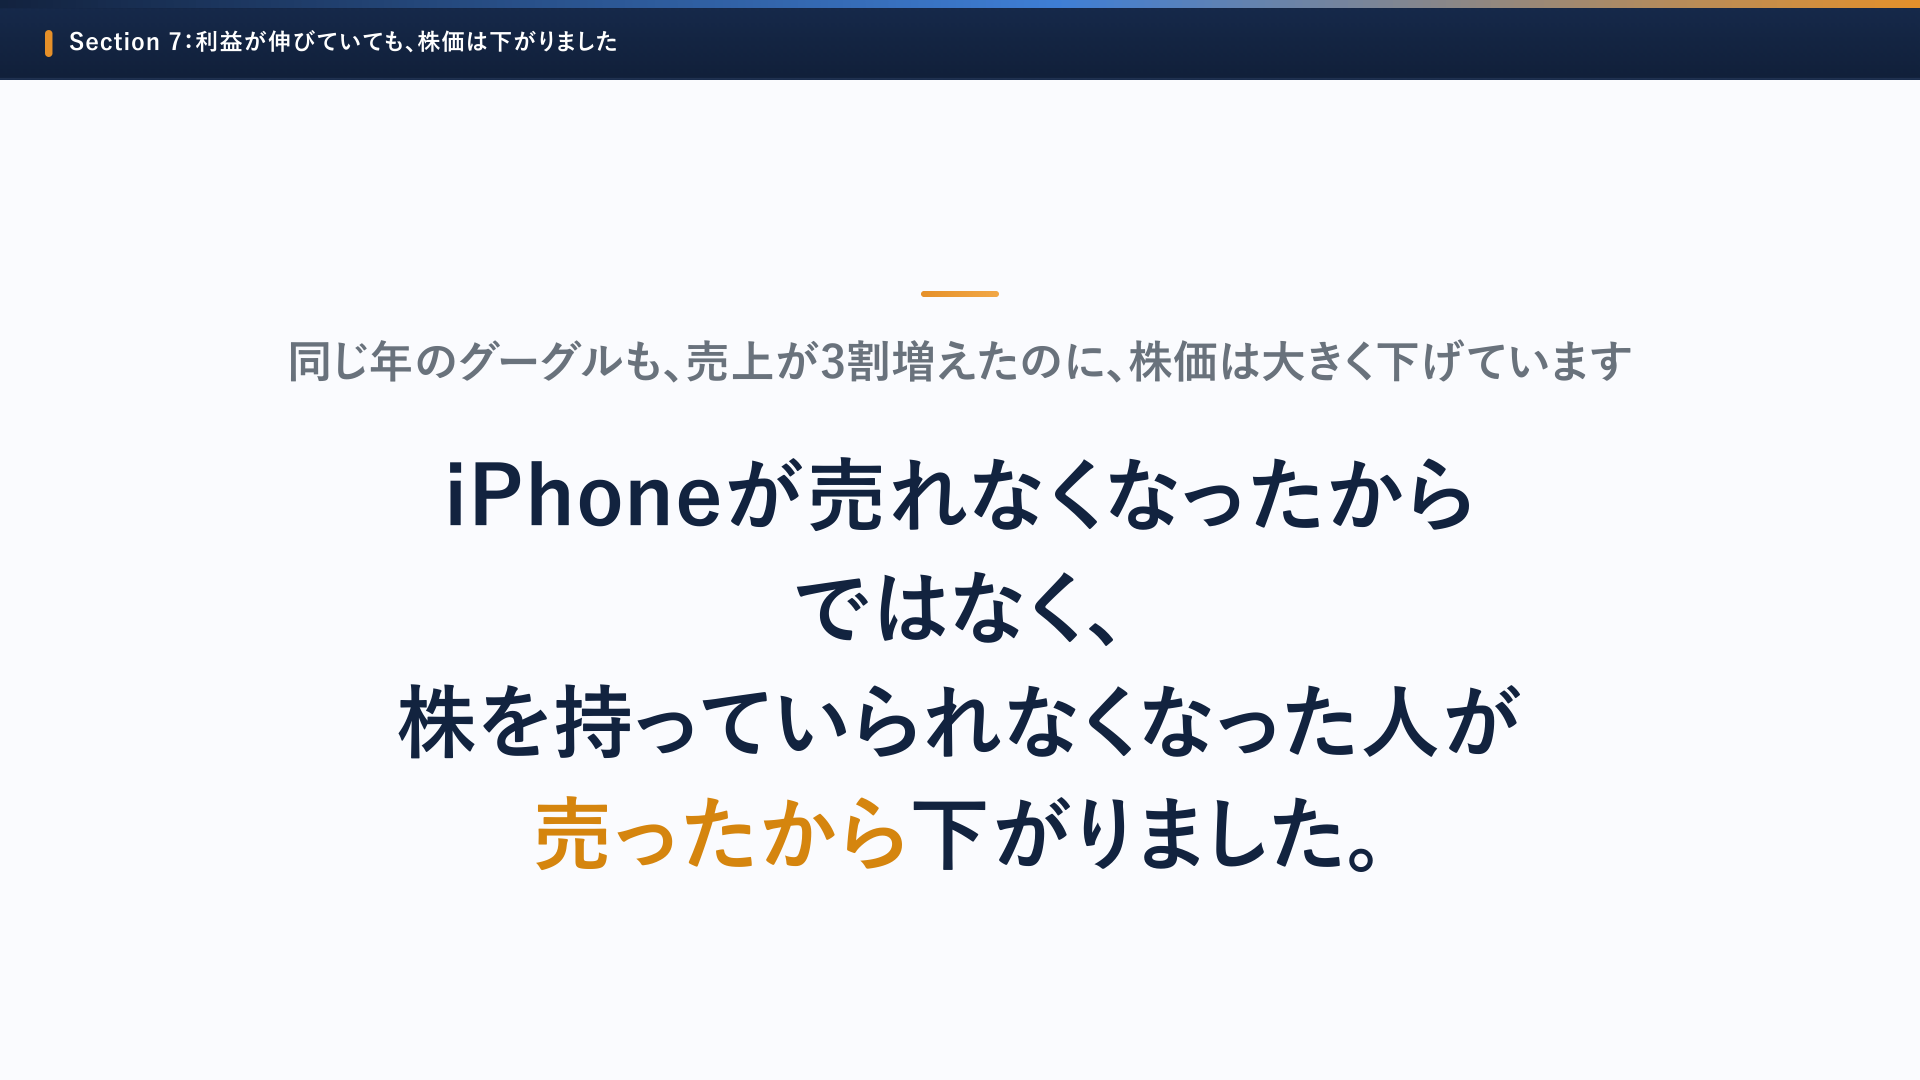 Section 7：利益が伸びていても、株価は下がりました
同じ年のグーグルも、売上が3割増えたのに、株価は大きく下げています
iPhoneが売れなくなったから
ではなく、
株を持っていられなくなった人が
売ったから下がりました。